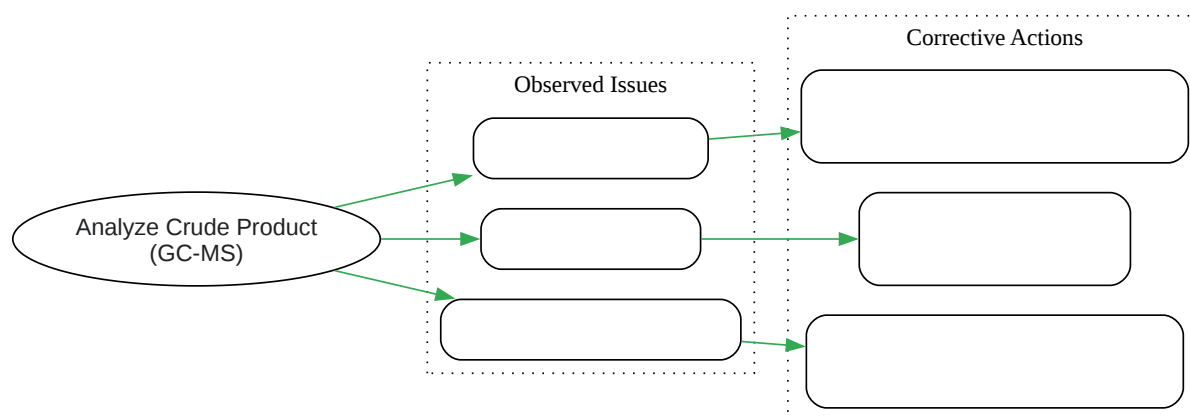 Corrective Actions
Observed Issues
Analyze Crude Product
(GC-MS)